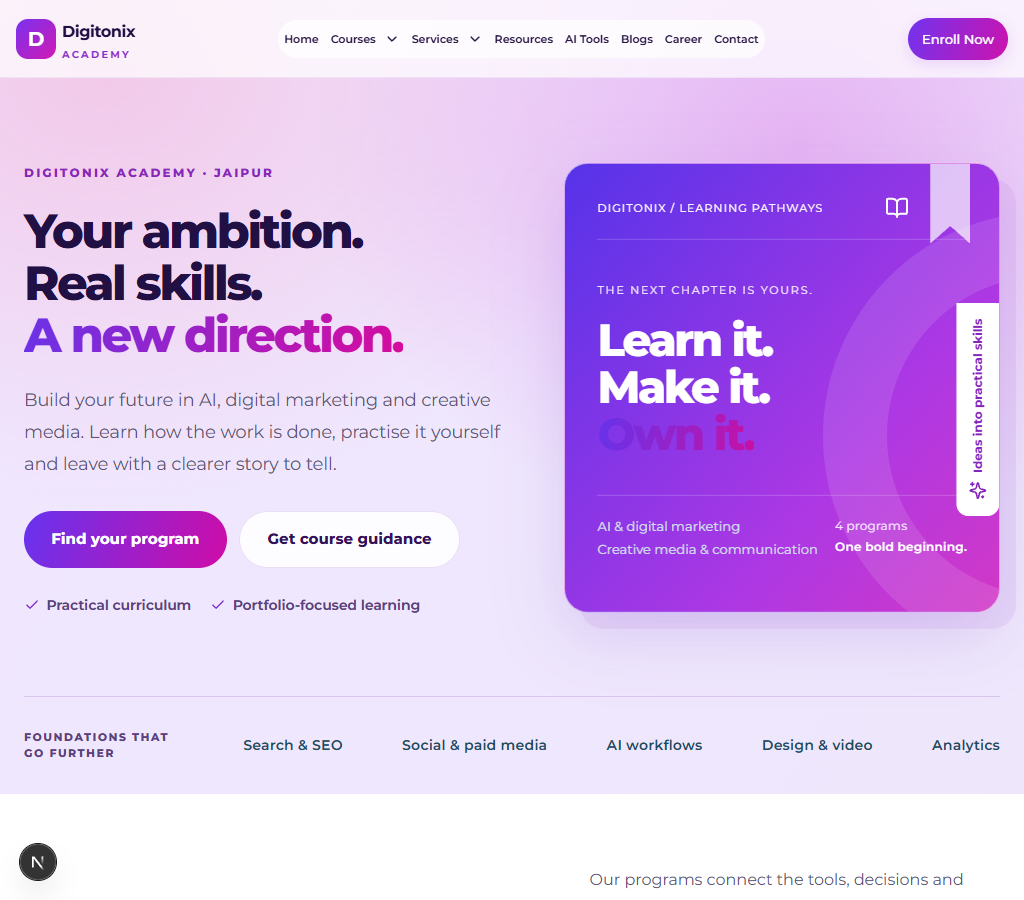 D
Digitonix
ACADEMY
Home Courses Services Resources AI Tools Blogs Career Contact
Enroll Now
DIGITONIX ACADEMY · JAIPUR
Your ambition.
Real skills.
A new direction.
Build your future in AI, digital marketing and creative
media. Learn how the work is done, practise it yourself
and leave with a clearer story to tell.
Find your program
Get course guidance
Practical curriculum
Portfolio-focused learning
DIGITONIX / LEARNING PATHWAYS
THE NEXT CHAPTER IS YOURS.
Learn it.
Make it.
Own it.
Ideas into practical skills
AI & digital marketing
Creative media & communication
4 programs
One bold beginning.
FOUNDATIONS THAT
GO FURTHER
Search & SEO
Social & paid media
AI workflows
Design & video
Analytics
N
Our programs connect the tools, decisions and